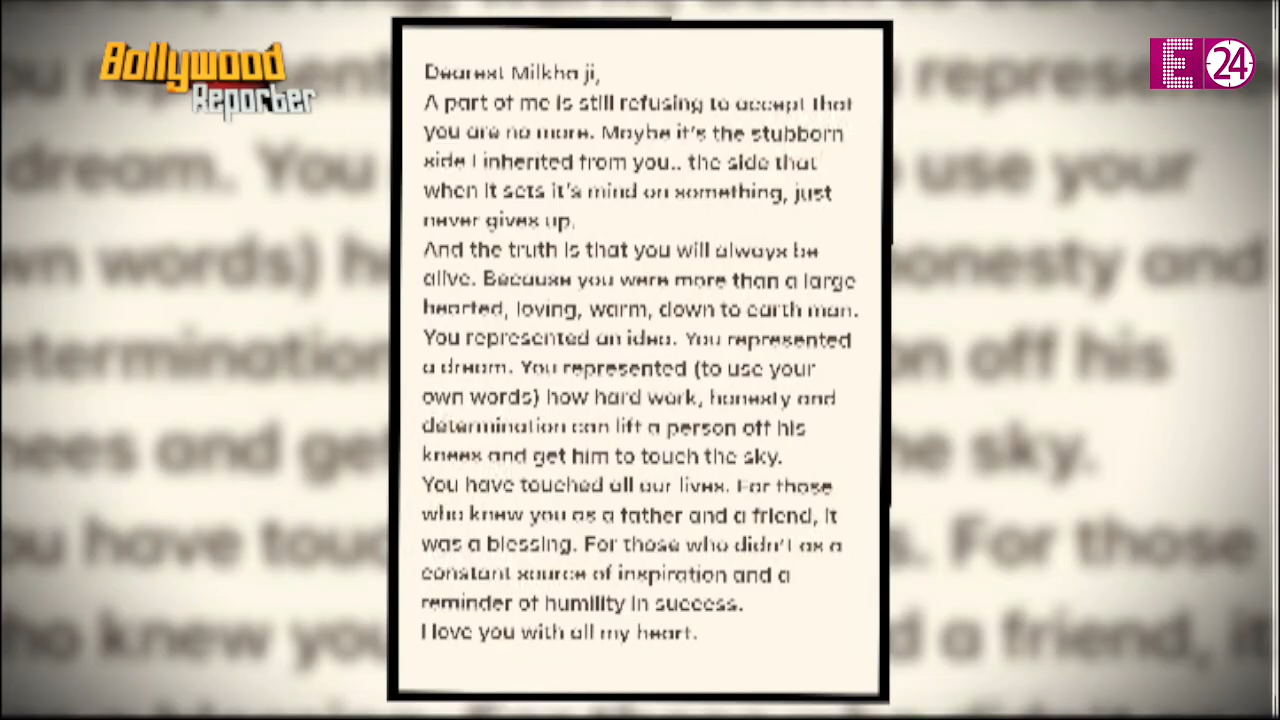 Bollywood
Reporter
E 24
Dearest Milkha ji,
A part of me is still refusing to accept that
you are no more. Maybe it's the stubborn
side I inherited from you.. the side that
when it sets it's mind on something, just
never gives up.
And the truth is that you will always be
alive. Because you were more than a large
hearted, loving, warm, down to earth man.
You represented an idea. You represented
a dream. You represented (to use your
own words) how hard work, honesty and
determination can lift a person off his
knees and get him to touch the sky.
You have touched all our lives. For those
who knew you as a father and a friend, it
was a blessing. For those who didn't as a
constant source of inspiration and a
reminder of humility in success.
I love you with all my heart.